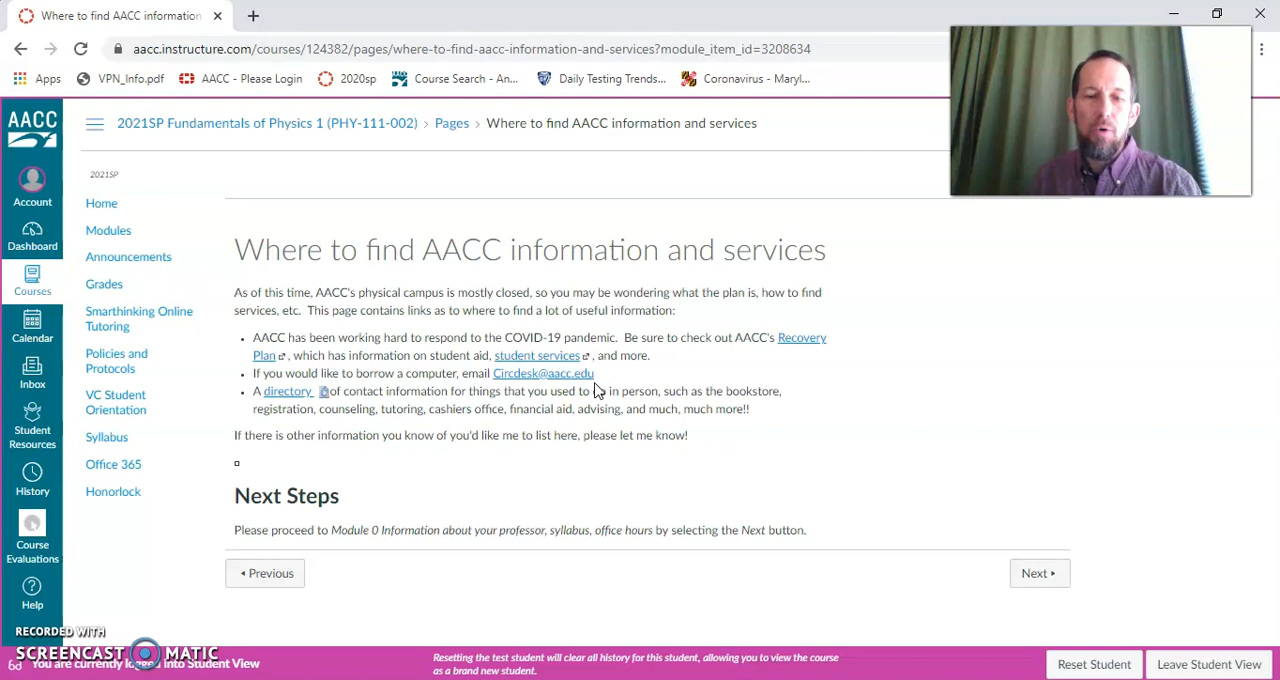 Where to find AACC information
aacc.instructure.com/courses/124382/pages/where-to-find-aacc-information-and-services?module_item_id=3208634
Apps VPN_Info.pdf AACC - Please Login 2020sp Course Search - An... Daily Testing Trends... Coronavirus - Maryl...
AACC
2021SP Fundamentals of Physics 1 (PHY-111-002) > Pages > Where to find AACC information and services
2021SP
Account
Dashboard
Courses
Calendar
Inbox
Student
Resources
History
Course
Evaluations
Help
Home
Modules
Announcements
Grades
Smarthinking Online
Tutoring
Policies and
Protocols
VC Student
Orientation
Syllabus
Office 365
Honorlock
Where to find AACC information and services
As of this time, AACC's physical campus is mostly closed, so you may be wondering what the plan is, how to find
services, etc. This page contains links as to where to find a lot of useful information:
• AACC has been working hard to respond to the COVID-19 pandemic. Be sure to check out AACC's Recovery
Plan , which has information on student aid, student services , and more.
• If you would like to borrow a computer, email Circdesk@aacc.edu
• A directory of contact information for things that you used to in person, such as the bookstore,
registration, counseling, tutoring, cashiers office, financial aid, advising, and much, much more!!
If there is other information you know of you'd like me to list here, please let me know!
Next Steps
Please proceed to Module 0 Information about your professor, syllabus, office hours by selecting the Next button.
Previous
Next
RECORDED WITH
SCREENCAST MATIC
You are currently logged into Student View
Resetting the test student will clear all history for this student, allowing you to view the course
as a brand new student.
Reset Student
Leave Student View